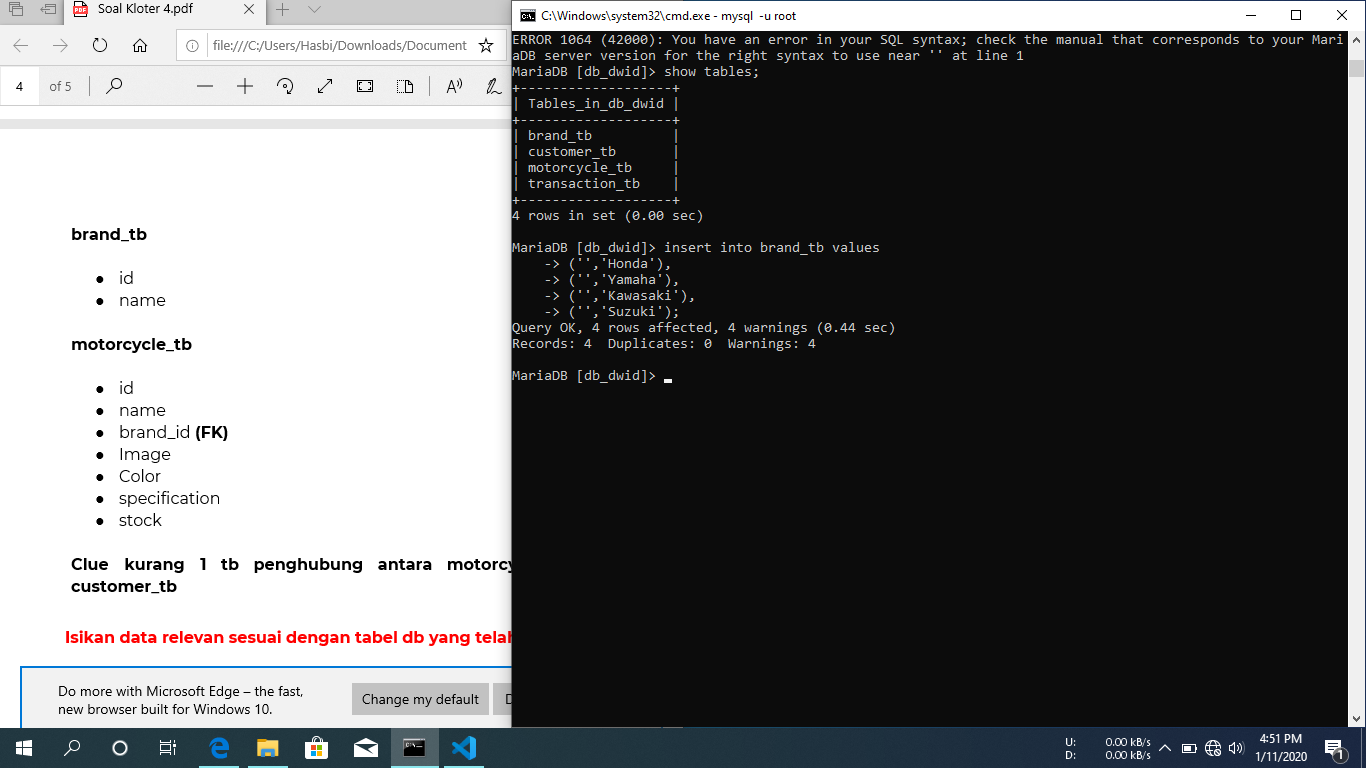 Soal Kloter 4.pdf
file:///C:/Users/Hasbi/Downloads/Document
4 of 5
brand_tb
● id
● name
motorcycle_tb
● id
● name
● brand_id (FK)
● Image
● Color
● specification
● stock
Clue kurang 1 tb penghubung antara motorcy
customer_tb
Isikan data relevan sesuai dengan tabel db yang telah
Do more with Microsoft Edge – the fast,
new browser built for Windows 10.
Change my default
D
C:\Windows\system32\cmd.exe - mysql -u root
ERROR 1064 (42000): You have an error in your SQL syntax; check the manual that corresponds to your Mari
aDB server version for the right syntax to use near '' at line 1
MariaDB [db_dwid]> show tables;
+-------------------+
| Tables_in_db_dwid |
+-------------------+
| brand_tb          |
| customer_tb       |
| motorcycle_tb     |
| transaction_tb    |
+-------------------+
4 rows in set (0.00 sec)
MariaDB [db_dwid]> insert into brand_tb values
    -> ('','Honda'),
    -> ('','Yamaha'),
    -> ('','Kawasaki'),
    -> ('','Suzuki');
Query OK, 4 rows affected, 4 warnings (0.44 sec)
Records: 4  Duplicates: 0  Warnings: 4
MariaDB [db_dwid]>
U: 0.00 kB/s
D: 0.00 kB/s
4:51 PM
1/11/2020
1